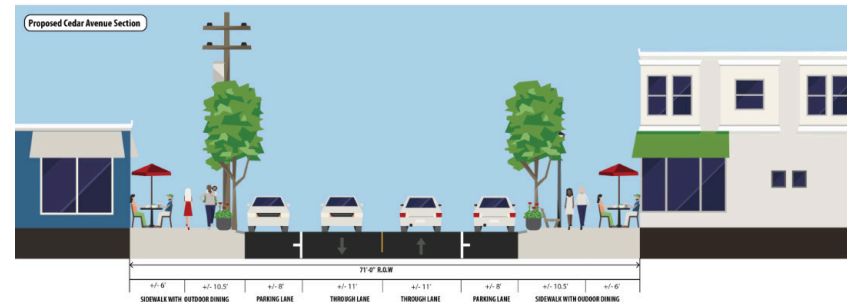 Proposed Cedar Avenue Section
71'-0" R.O.W
+/- 6' +/- 10.5' +/- 8' +/- 11' +/- 11' +/- 8' +/- 10.5' +/- 6'
SIDEWALK WITH OUTDOOR DINING PARKING LANE THROUGH LANE THROUGH LANE PARKING LANE SIDEWALK WITH OUDOOR DINING